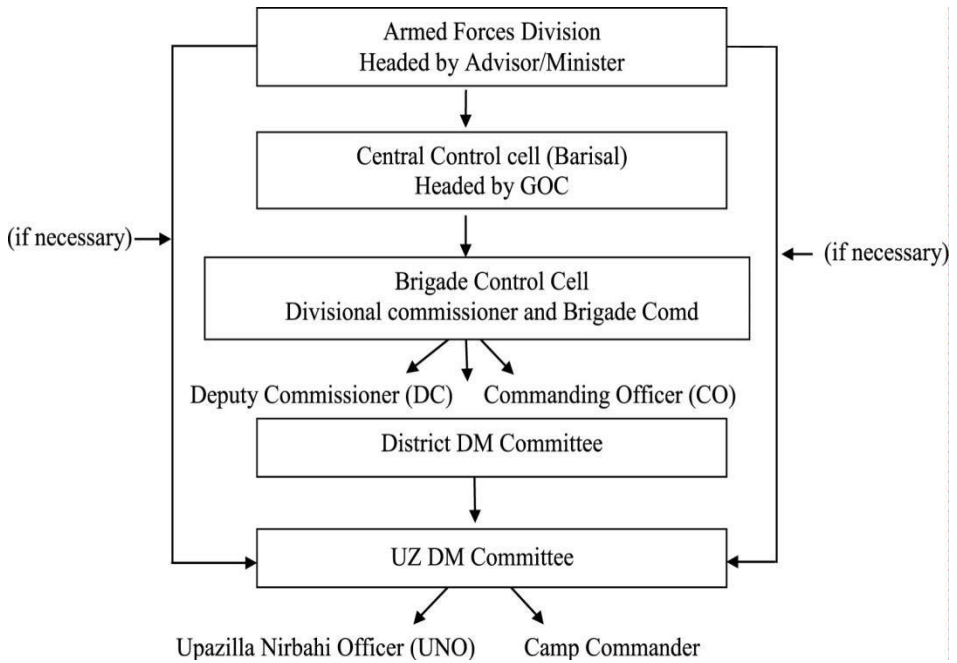 Armed Forces Division
Headed by Advisor/Minister
Central Control cell (Barisal)
Headed by GOC
(if necessary)
(if necessary)
Brigade Control Cell
Divisional commissioner and Brigade Comd
Deputy Commissioner (DC)
Commanding Officer (CO)
District DM Committee
UZ DM Committee
Upazilla Nirbahi Officer (UNO)
Camp Commander